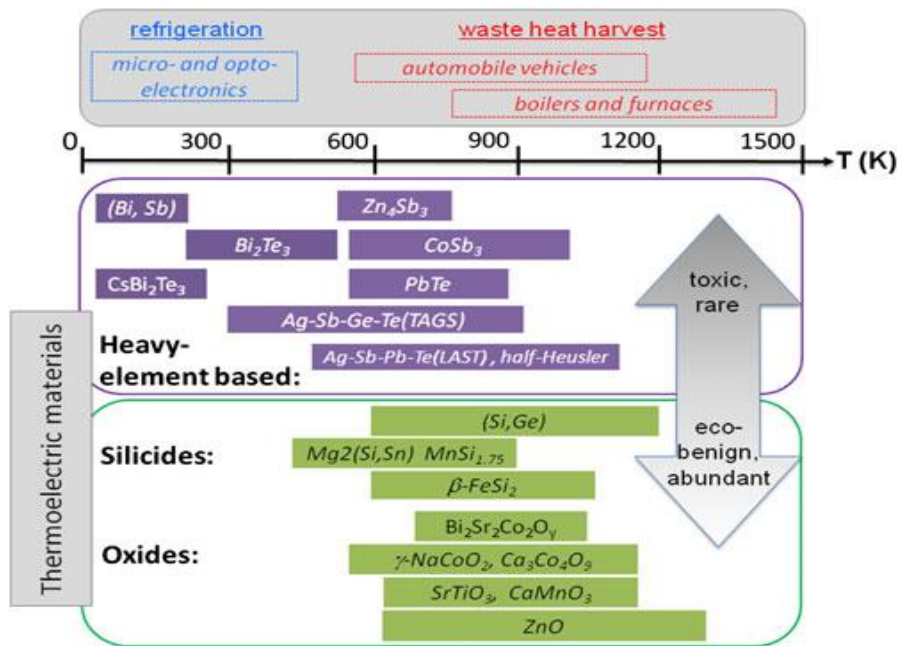 refrigeration
waste heat harvest
micro- and opto-
electronics
automobile vehicles
boilers and furnaces
0 300 600 900 1200 1500
T (K)
(Bi, Sb)
Zn₄Sb₃
Bi₂Te₃
CoSb₃
CsBi₂Te₃
PbTe
Ag-Sb-Ge-Te(TAGS)
Heavy-
element based:
Ag-Sb-Pb-Te(LAST) , half-Heusler
toxic,
rare
Thermoelectric materials
(Si,Ge)
Silicides:
Mg2(Si,Sn) MnSi₁.₇₅
β-FeSi₂
eco-
benign,
abundant
Oxides:
Bi₂Sr₂Co₂Oᵧ
γ-NaCoO₂, Ca₃Co₄O₉
SrTiO₃, CaMnO₃
ZnO